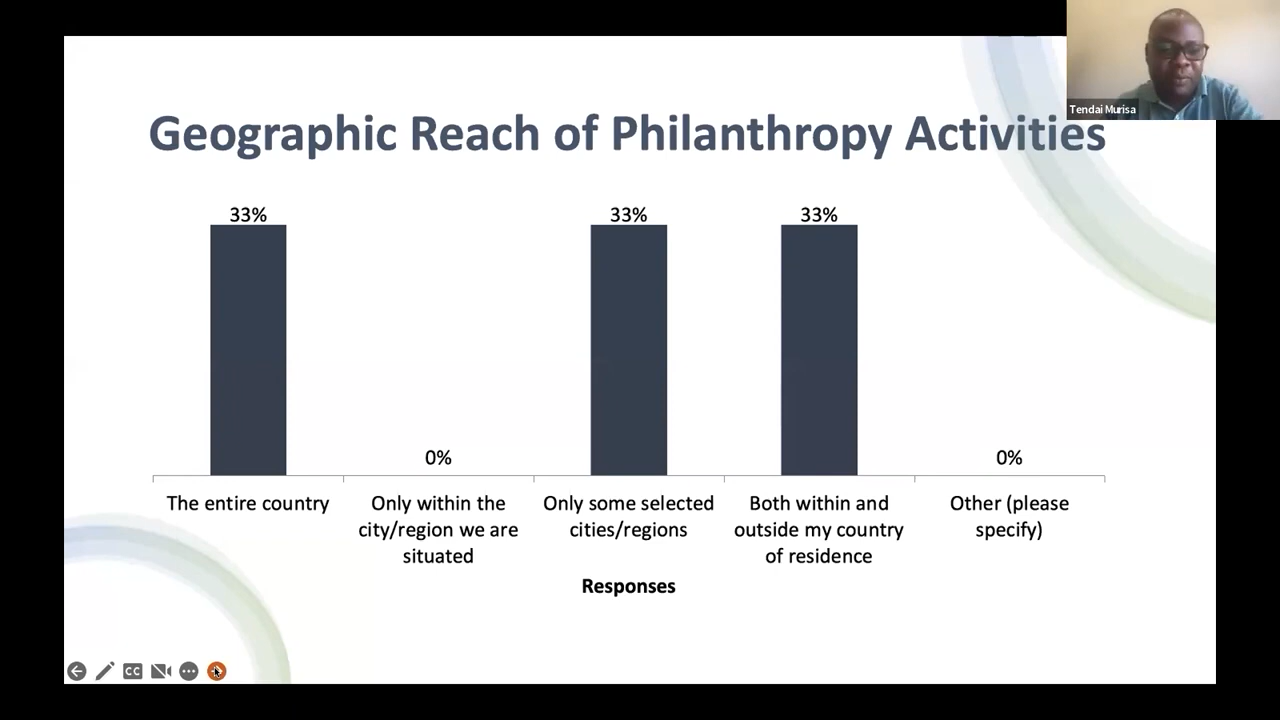 Tendai Murisa
Geographic Reach of Philanthropy Activities
33%
0%
33%
33%
0%
The entire country
Only within the
city/region we are
situated
Only some selected
cities/regions
Both within and
outside my country
of residence
Other (please
specify)
Responses
CC